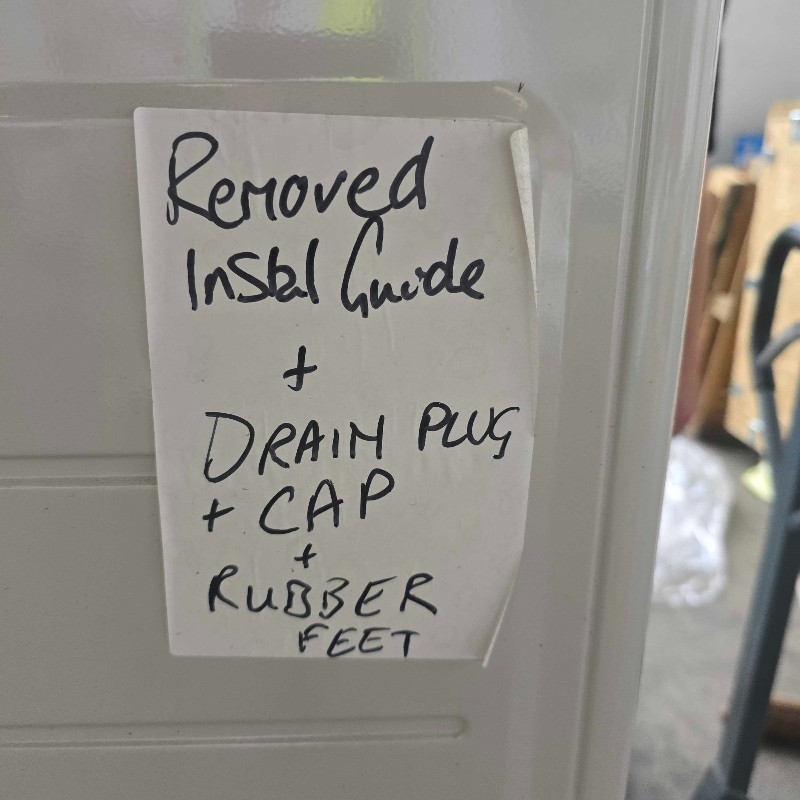 Removed
Instal Guide
+
DRAIN PLUG
+ CAP
+
RUBBER
FEET